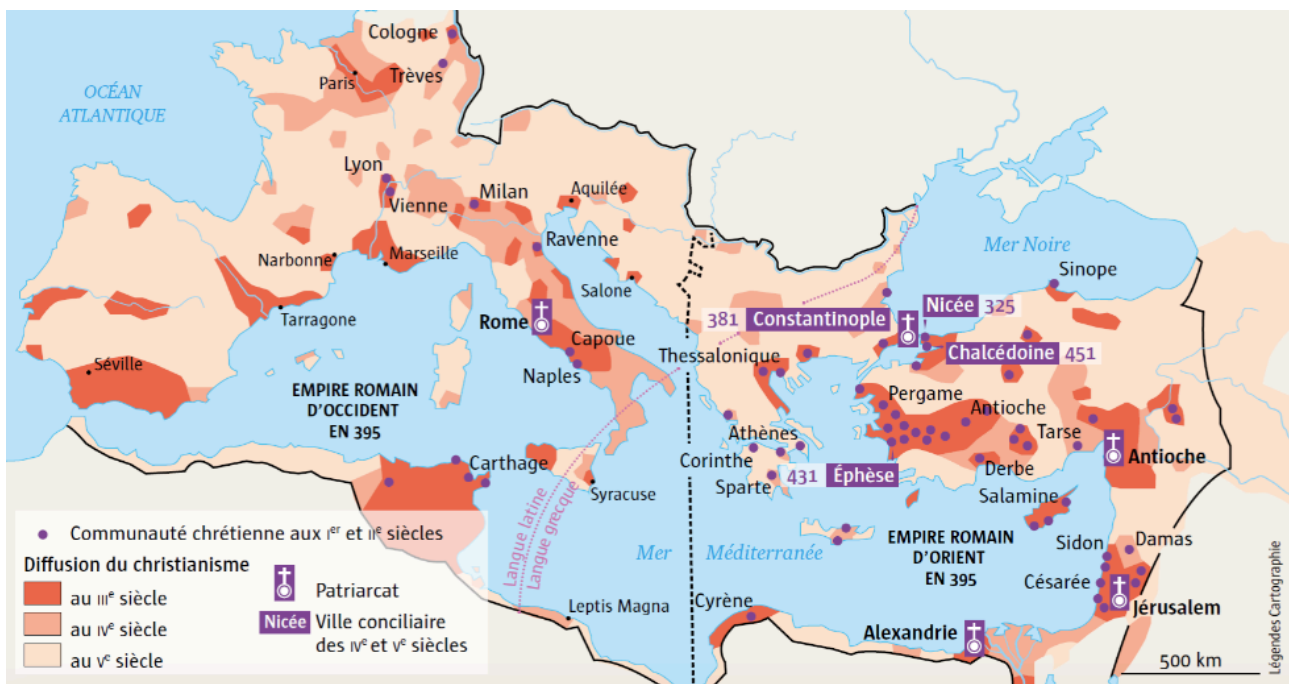 Cologne
Paris
Trèves
OCÉAN
ATLANTIQUE
Lyon
Vienne
Milan
Aquilée
Ravenne
Narbonne
Marseille
Salone
Mer Noire
Sinope
Tarragone
Rome
Capoue
Naples
381 Constantinople
Nicée 325
Chalcédoine 451
Thessalonique
Séville
EMPIRE ROMAIN
D'OCCIDENT
EN 395
Pergame
Antioche
Tarse
Antioche
Athènes
Corinthe
Sparte
431 Éphèse
Derbe
Salamine
Carthage
Syracuse
Langue latine
Langue grecque
Mer Méditerranée
EMPIRE ROMAIN
D'ORIENT
EN 395
Sidon
Damas
Césarée
Jérusalem
Leptis Magna
Cyrène
Alexandrie
500 km
Légendes Cartographie
Communauté chrétienne aux Iᵉʳ et IIᵉ siècles
Diffusion du christianisme
au IIIᵉ siècle
au IVᵉ siècle
au Vᵉ siècle
Patriarcat
Nicée Ville conciliaire
des IVᵉ et Vᵉ siècles